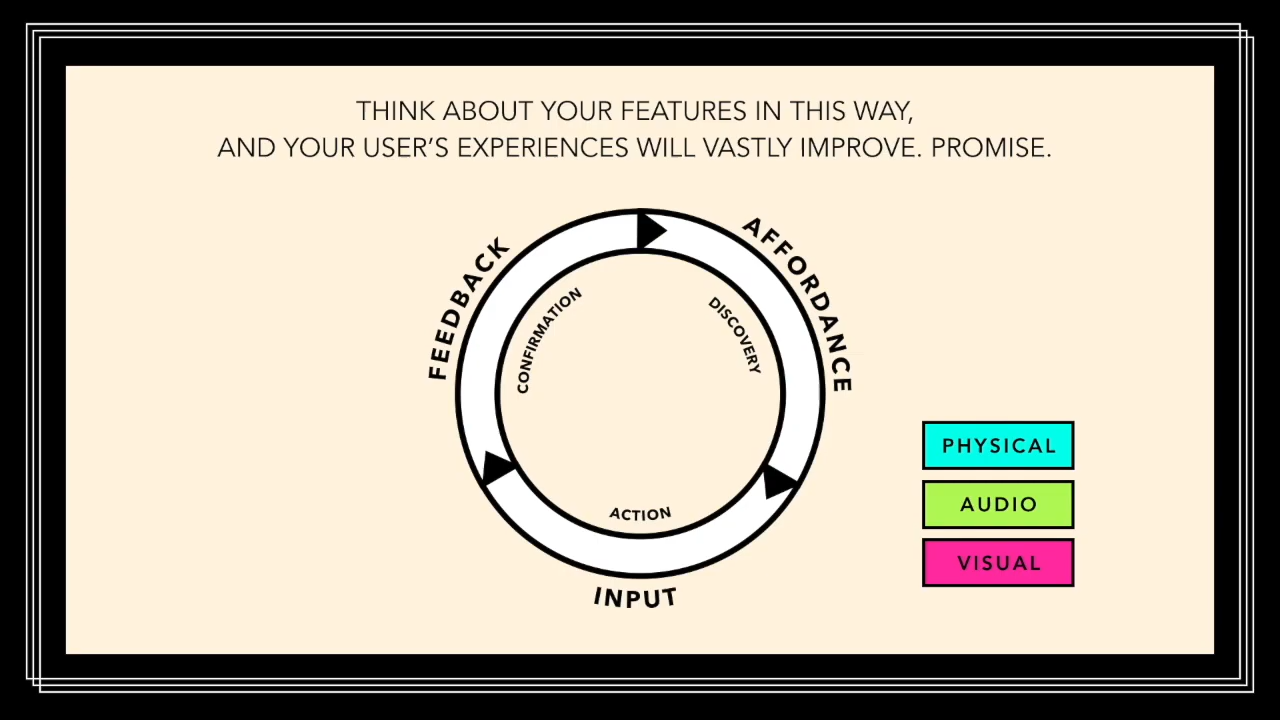 THINK ABOUT YOUR FEATURES IN THIS WAY,
AND YOUR USER'S EXPERIENCES WILL VASTLY IMPROVE. PROMISE.
FEEDBACK
AFFORDANCE
CONFIRMATION
DISCOVERY
ACTION
INPUT
PHYSICAL
AUDIO
VISUAL